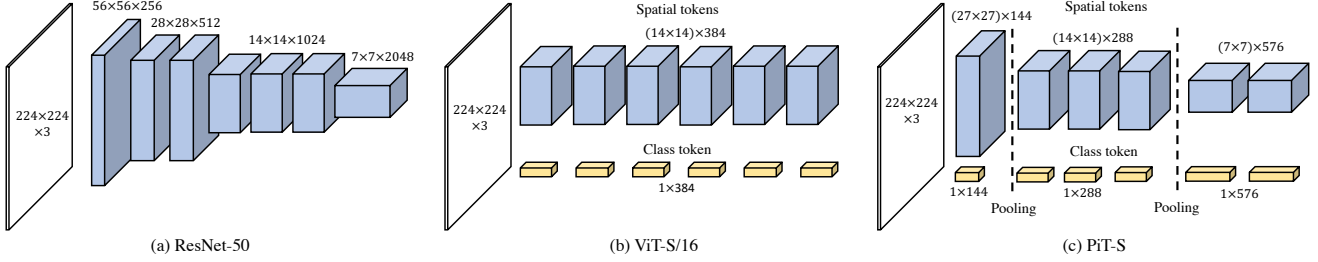 56×56×256
28×28×512
14×14×1024
7×7×2048
224×224
×3
(a) ResNet-50
Spatial tokens
(14×14)×384
224×224
×3
Class token
1×384
(b) ViT-S/16
(27×27)×144
Spatial tokens
(14×14)×288
(7×7)×576
224×224
×3
Class token
1×144
1×288
1×576
Pooling
Pooling
(c) PiT-S